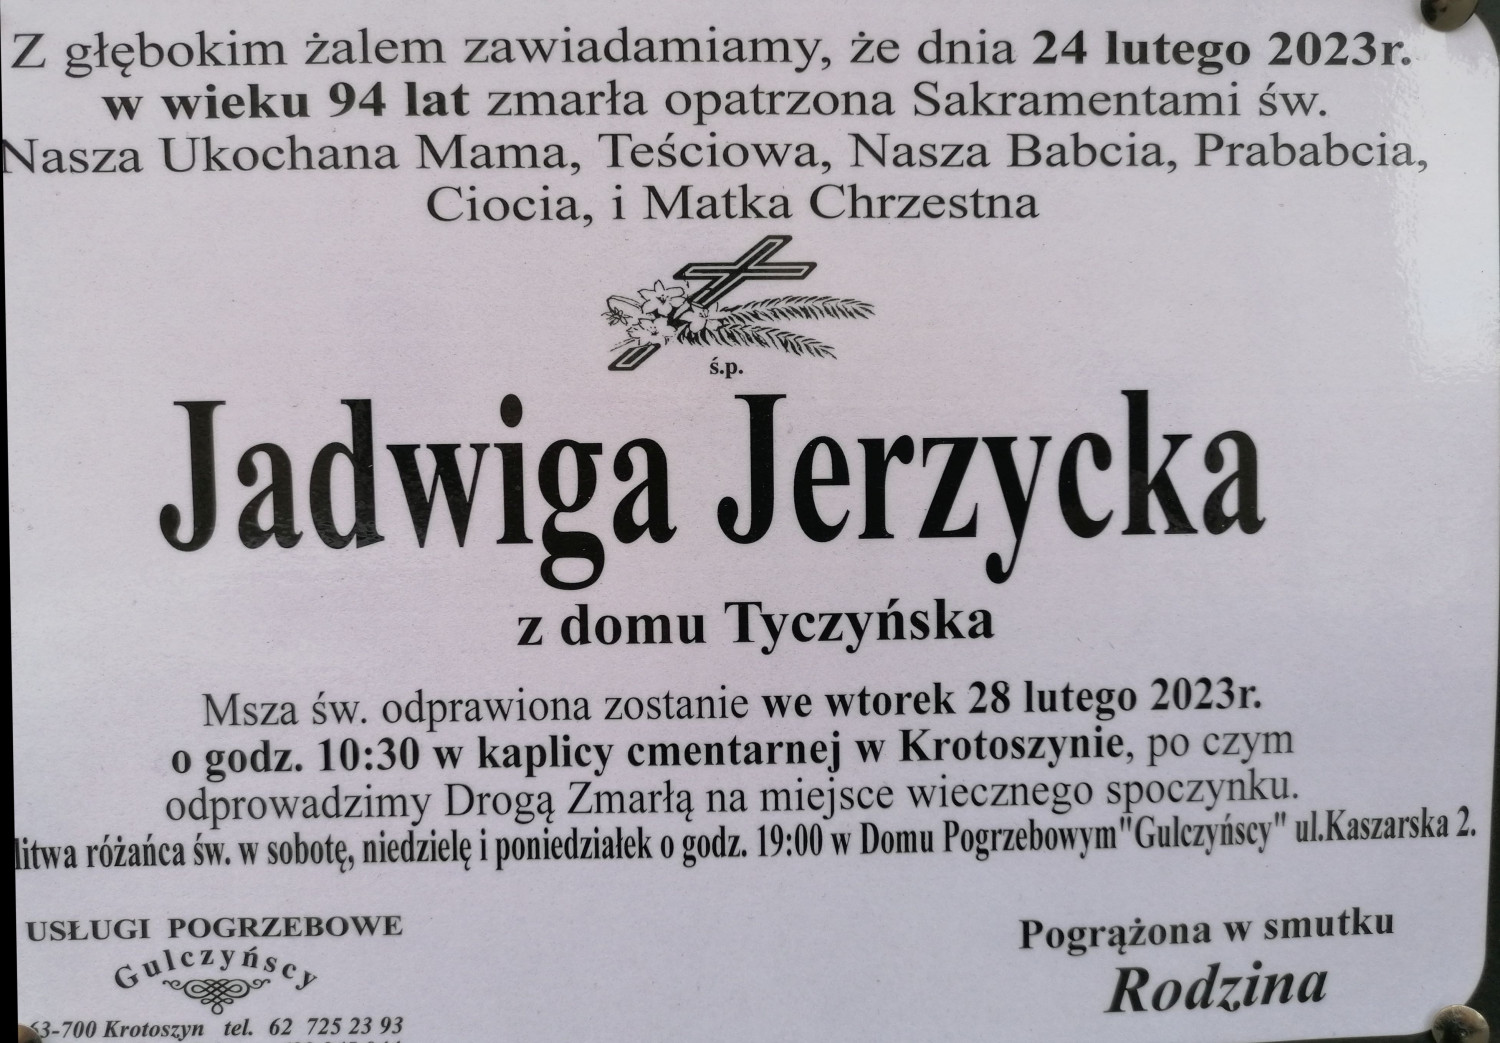 Z głębokim żalem zawiadamiamy, że dnia 24 lutego 2023r.
w wieku 94 lat zmarła opatrzona Sakramentami św.
Nasza Ukochana Mama, Teściowa, Nasza Babcia, Prababcia,
Ciocia, i Matka Chrzestna
ś.p.
Jadwiga Jerzycka
z domu Tyczyńska
Msza św. odprawiona zostanie we wtorek 28 lutego 2023r.
o godz. 10:30 w kaplicy cmentarnej w Krotoszynie, po czym
odprowadzimy Drogą Zmarłą na miejsce wiecznego spoczynku.
litwa różańca św. w sobotę, niedzielę i poniedziałek o godz. 19:00 w Domu Pogrzebowym"Gulczyńscy" ul.Kaszarska 2.
USŁUGI POGRZEBOWE
Gulczyńscy
63-700 Krotoszyn tel. 62 725 23 93
Pogrążona w smutku
Rodzina